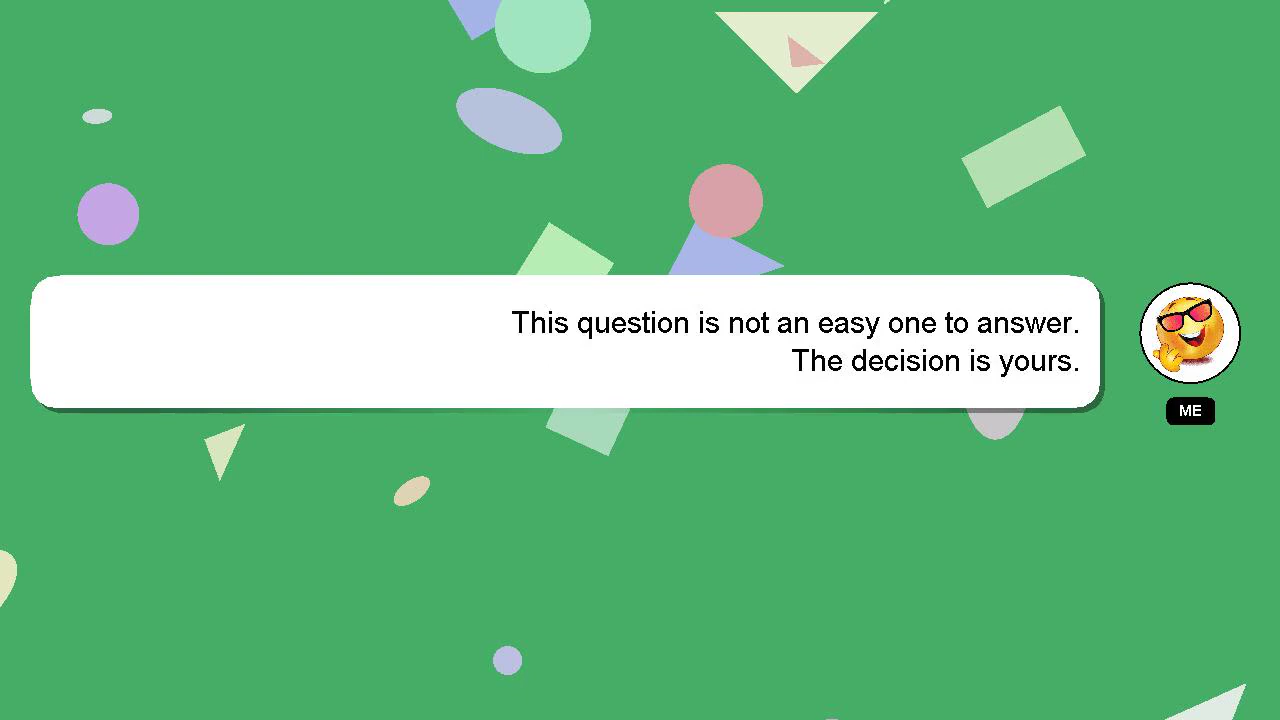 This question is not an easy one to answer.
The decision is yours.
ME